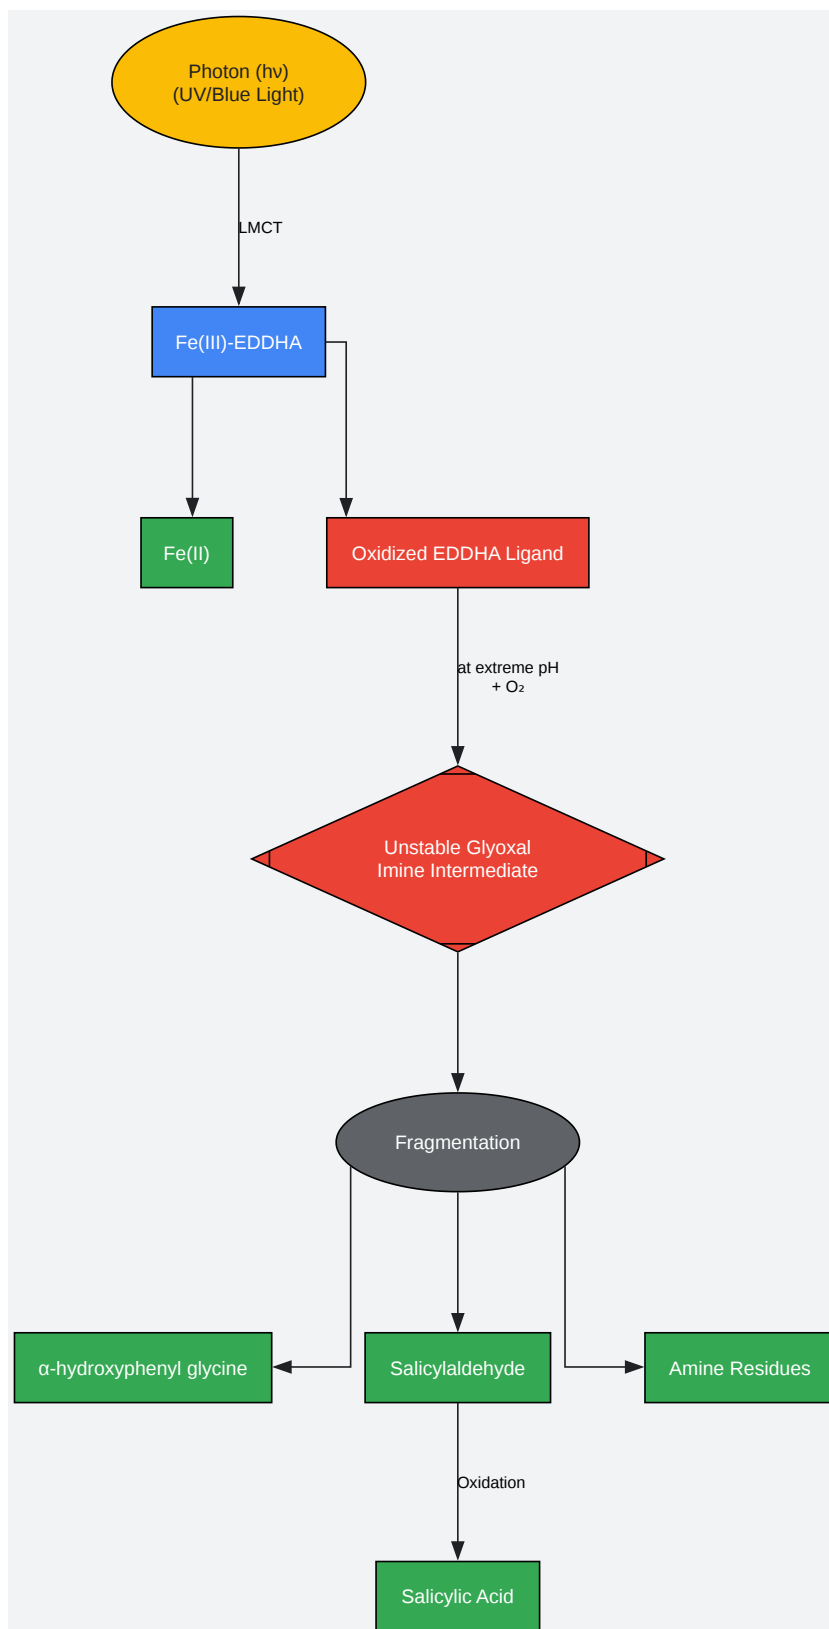 Photon (hν)
(UV/Blue Light)
LMCT
Fe(III)-EDDHA
Fe(II)
Oxidized EDDHA Ligand
at extreme pH
+ O₂
Unstable Glyoxal
Imine Intermediate
Fragmentation
α-hydroxyphenyl glycine
Salicylaldehyde
Amine Residues
Oxidation
Salicylic Acid